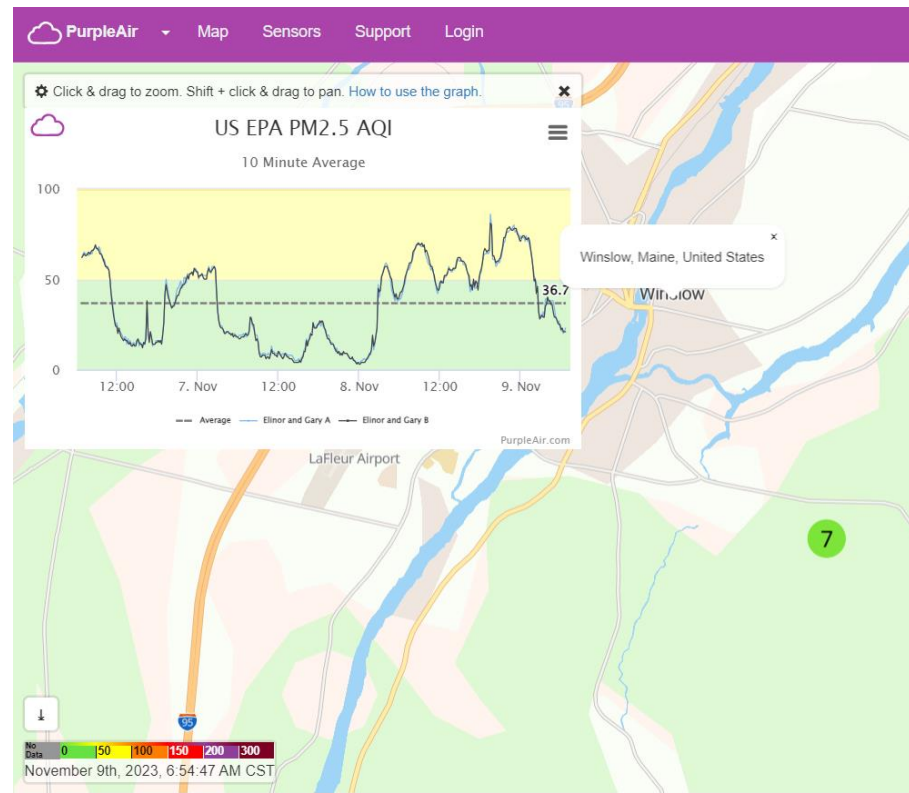 PurpleAir Map Sensors Support Login
Click & drag to zoom. Shift + click & drag to pan. How to use the graph.
US EPA PM2.5 AQI
10 Minute Average
100
50
0
36.7
12:00 7. Nov 12:00 8. Nov 12:00 9. Nov
Average Elinor and Gary A Elinor and Gary B
PurpleAir.com
95
Winslow, Maine, United States
Winslow
LaFleur Airport
7
95
No Data 0 50 100 150 200 300
November 9th, 2023, 6:54:47 AM CST